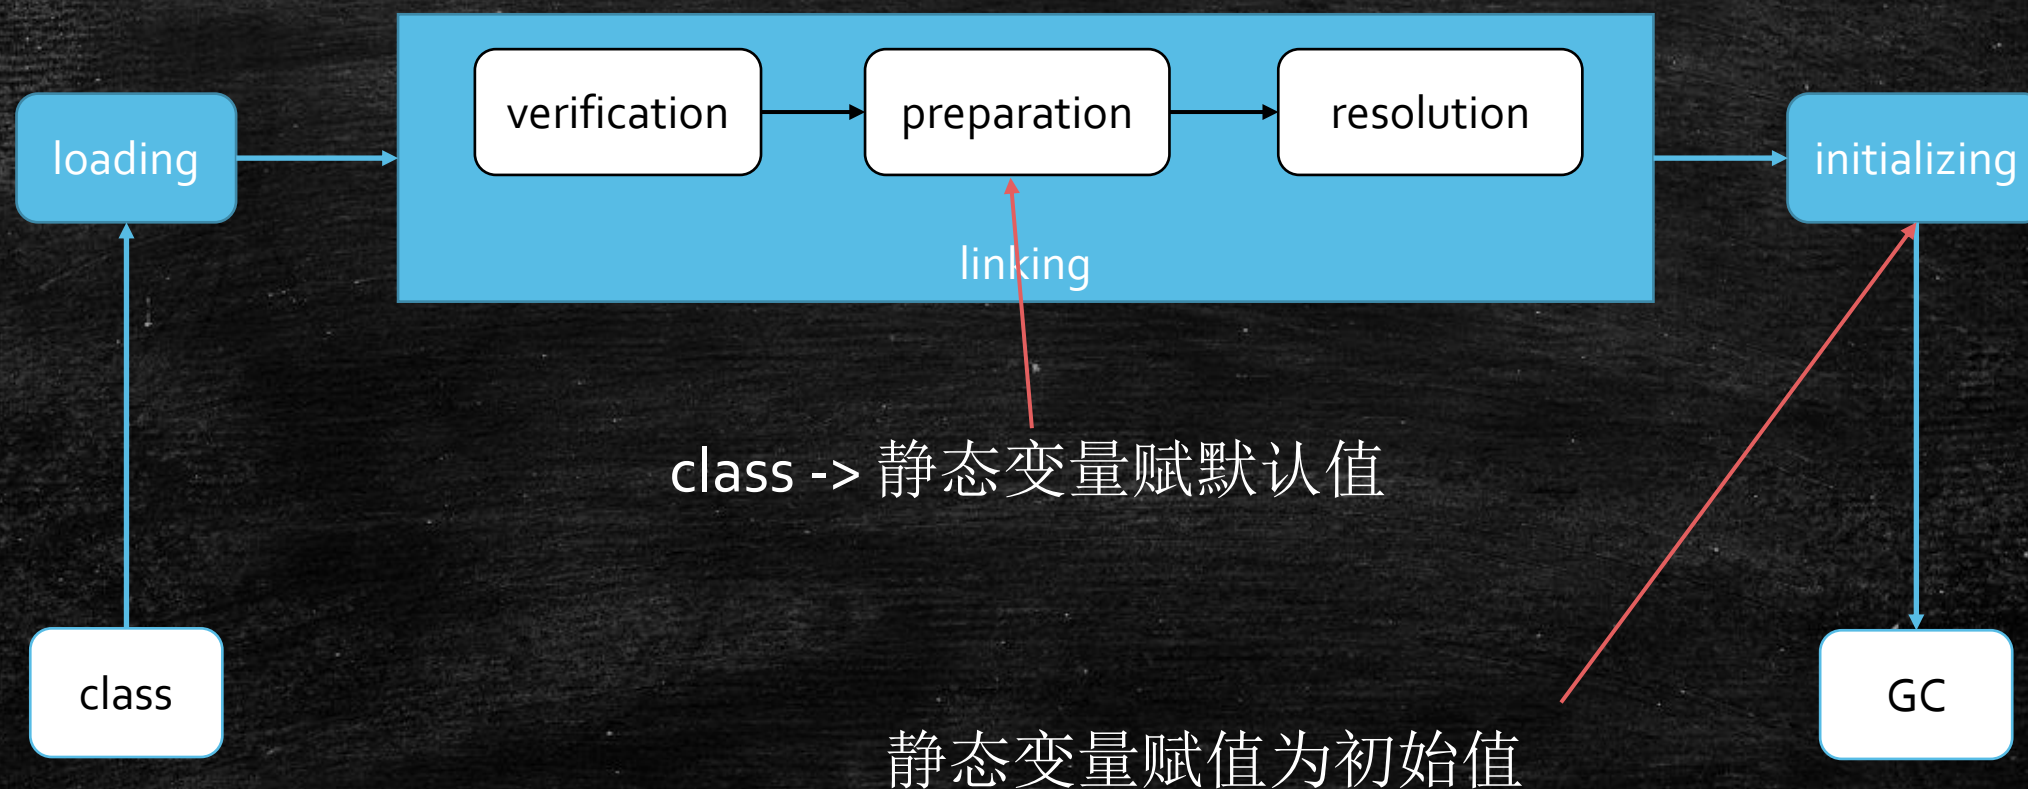 verification
preparation
resolution
loading
initializing
linking
class -> 静态变量赋默认值
class
GC
静态变量赋值为初始值